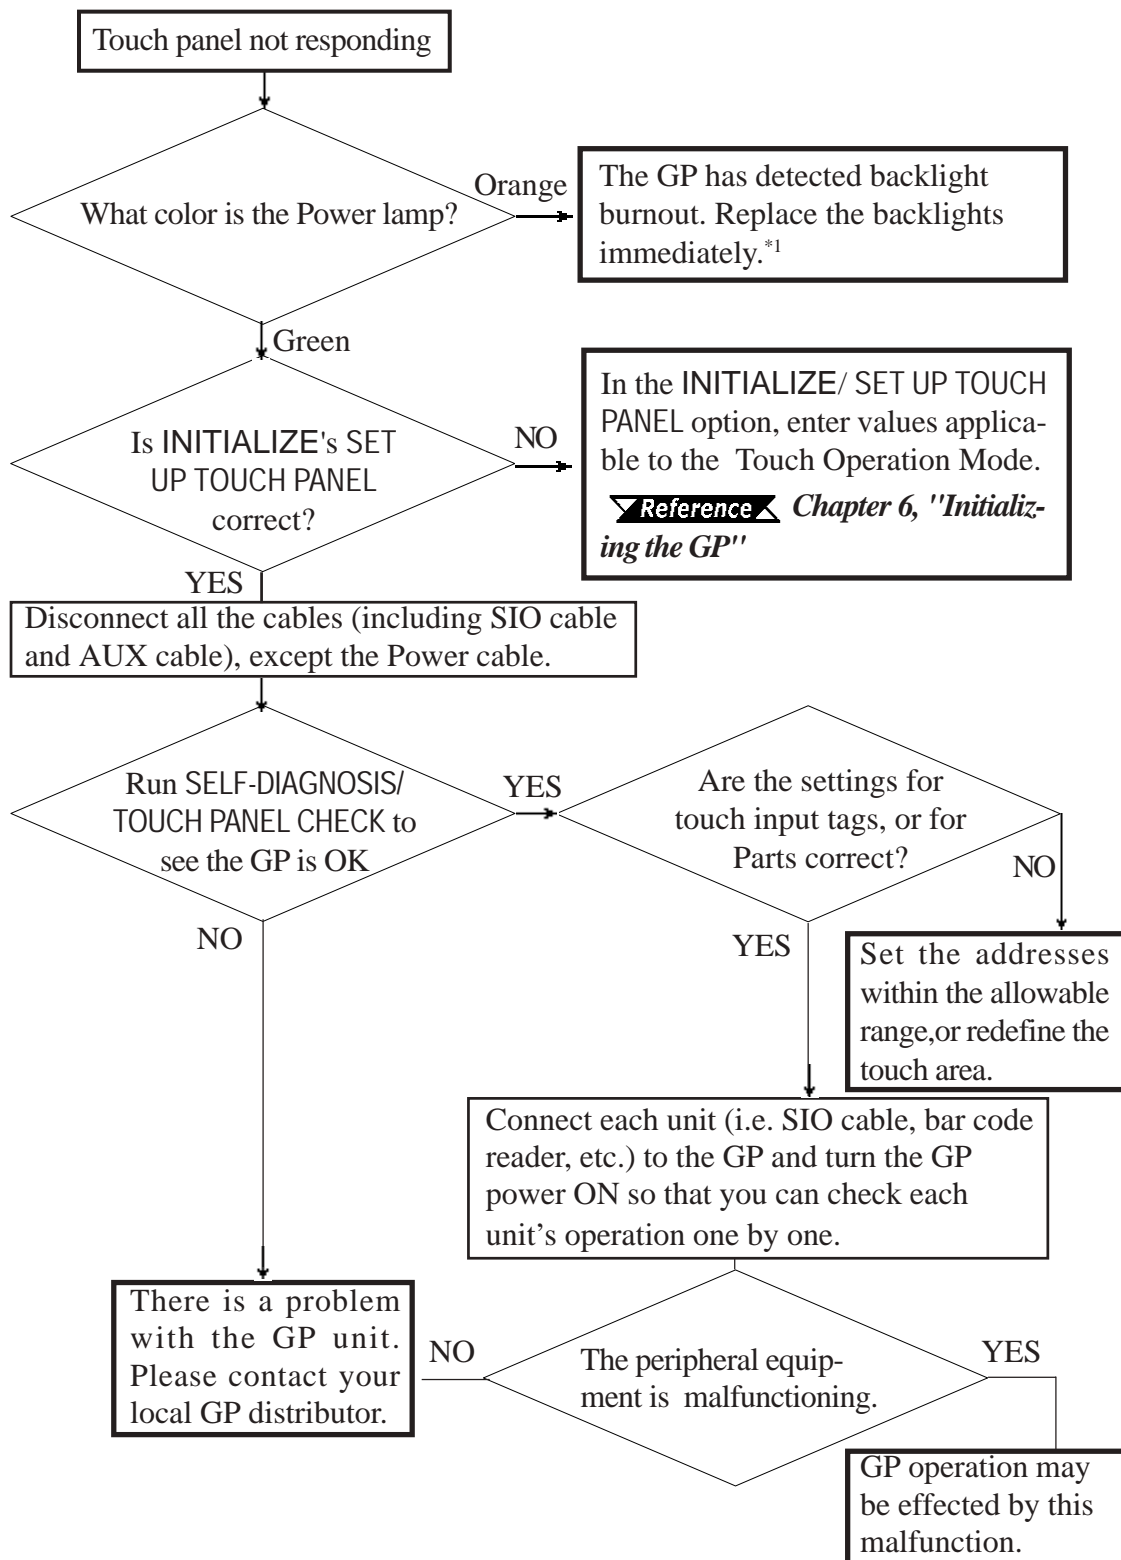 Touch panel not responding
What color is the Power lamp?
Orange
The GP has detected backlight
burnout. Replace the backlights
immediately.*1
Green
Is INITIALIZE's SET
UP TOUCH PANEL
correct?
NO
In the INITIALIZE/ SET UP TOUCH
PANEL option, enter values applica-
ble to the Touch Operation Mode.
Reference Chapter 6, "Initializ-
ing the GP"
YES
Disconnect all the cables (including SIO cable
and AUX cable), except the Power cable.
Run SELF-DIAGNOSIS/
TOUCH PANEL CHECK to
see the GP is OK
YES
Are the settings for
touch input tags, or for
Parts correct?
NO
NO
YES
Set the addresses
within the allowable
range,or redefine the
touch area.
Connect each unit (i.e. SIO cable, bar code
reader, etc.) to the GP and turn the GP
power ON so that you can check each
unit's operation one by one.
There is a problem
with the GP unit.
Please contact your
local GP distributor.
NO
The peripheral equip-
ment is malfunctioning.
YES
GP operation may
be effected by this
malfunction.